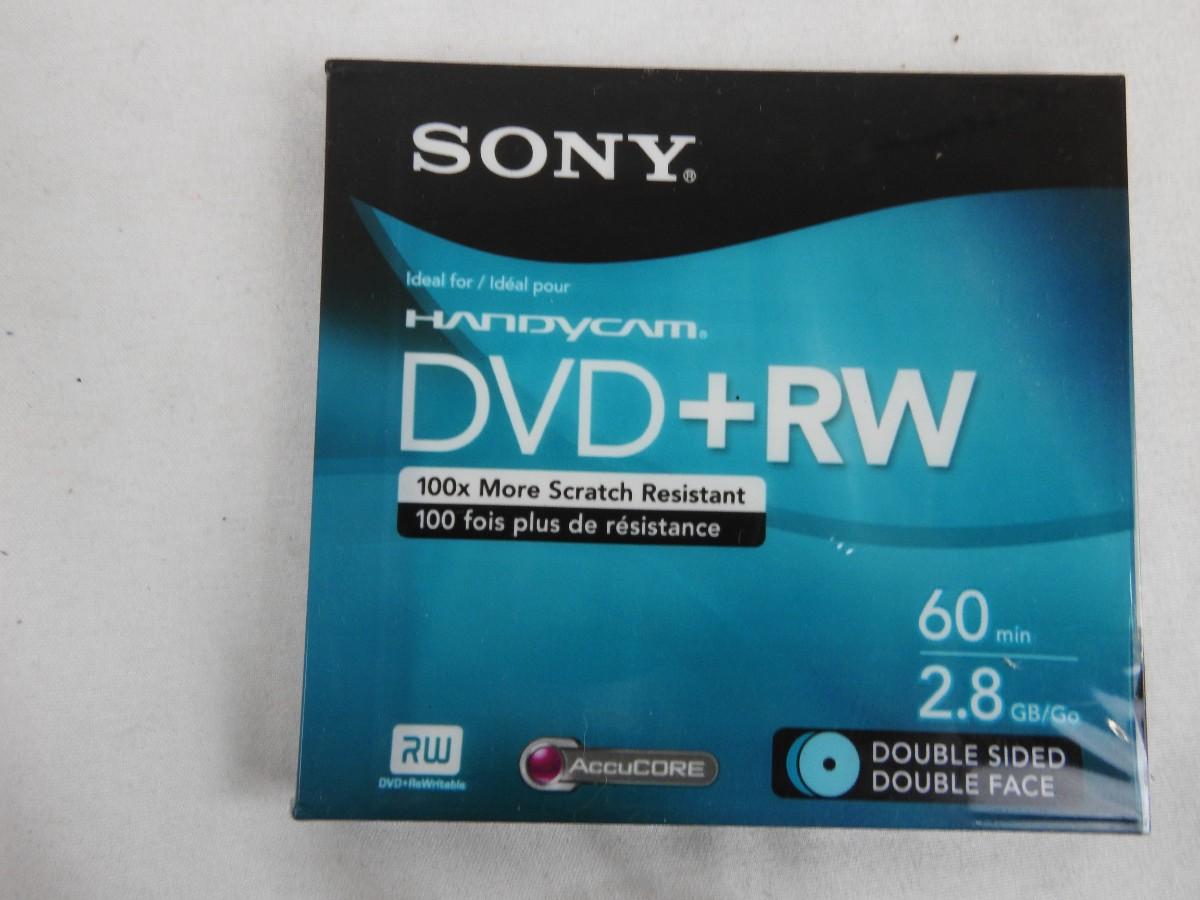 SONY®
Ideal for / Idéal pour
HANDYCAM®
DVD+RW
100x More Scratch Resistant
100 fois plus de résistance
60 min
2.8 GB/Go
RW
DVD+ReWritable
AccuCORE
DOUBLE SIDED
DOUBLE FACE